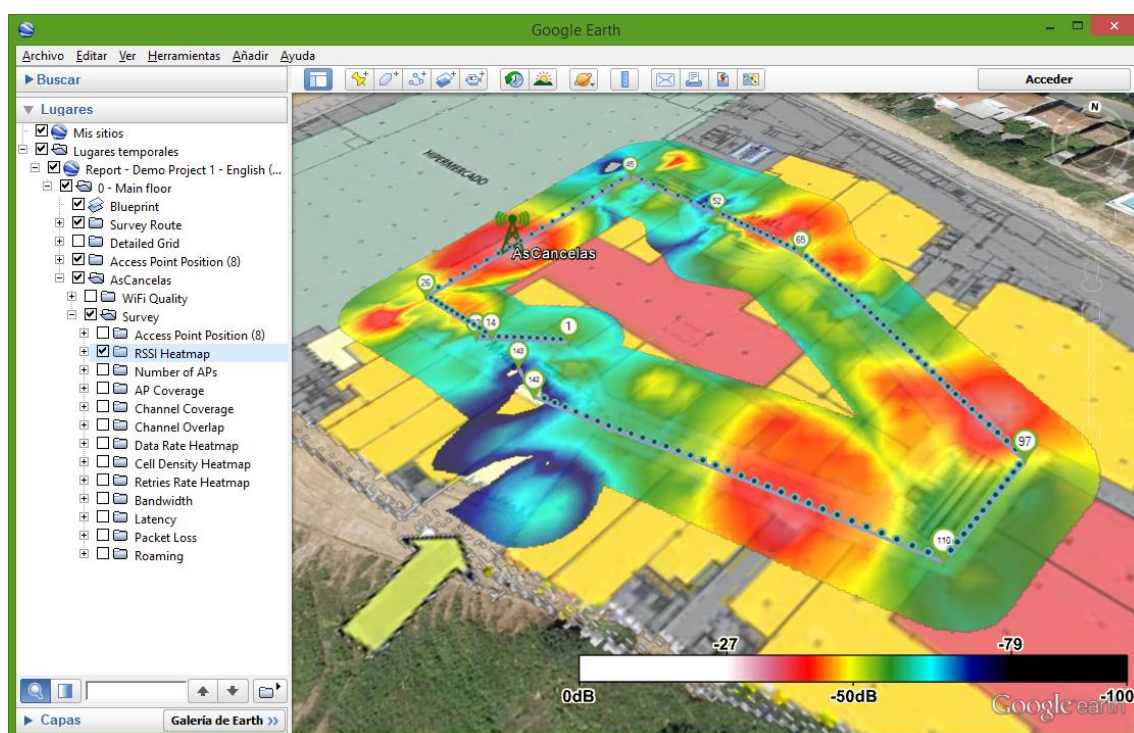 Google Earth
Archivo Editar Ver Herramientas Añadir Ayuda
Buscar
Acceder
Lugares
Mis sitios
Lugares temporales
Report - Demo Project 1 - English (...
0 - Main floor
Blueprint
Survey Route
Detailed Grid
Access Point Position (8)
AsCancelas
WiFi Quality
Survey
Access Point Position (8)
RSSI Heatmap
Number of APs
AP Coverage
Channel Coverage
Channel Overlap
Data Rate Heatmap
Cell Density Heatmap
Retries Rate Heatmap
Bandwidth
Latency
Packet Loss
Roaming
Capas
Galería de Earth >>
N
HIPERMERCADO
45
52
65
AsCancelas
26
14
1
143
142
97
110
-27 -79
0dB -50dB -100
Google earth